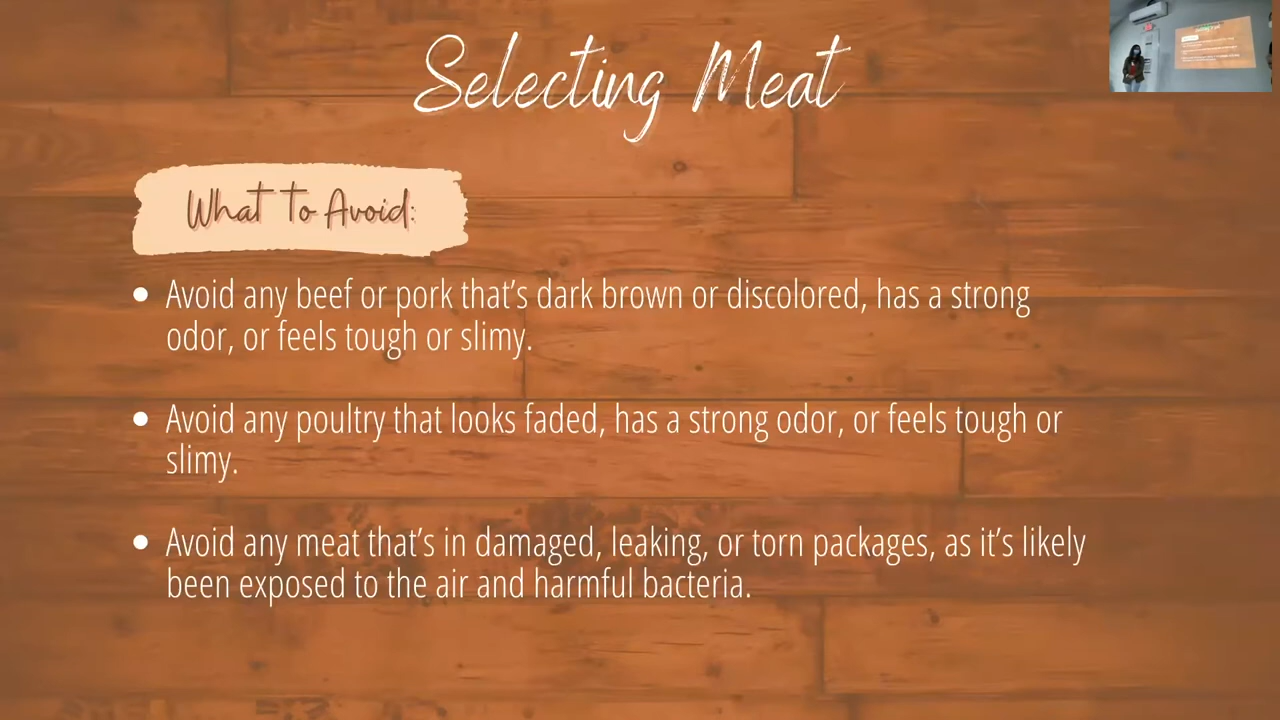 Selecting Meat
What to Avoid:
• Avoid any beef or pork that's dark brown or discolored, has a strong
odor, or feels tough or slimy.
• Avoid any poultry that looks faded, has a strong odor, or feels tough or
slimy.
• Avoid any meat that's in damaged, leaking, or torn packages, as it's likely
been exposed to the air and harmful bacteria.